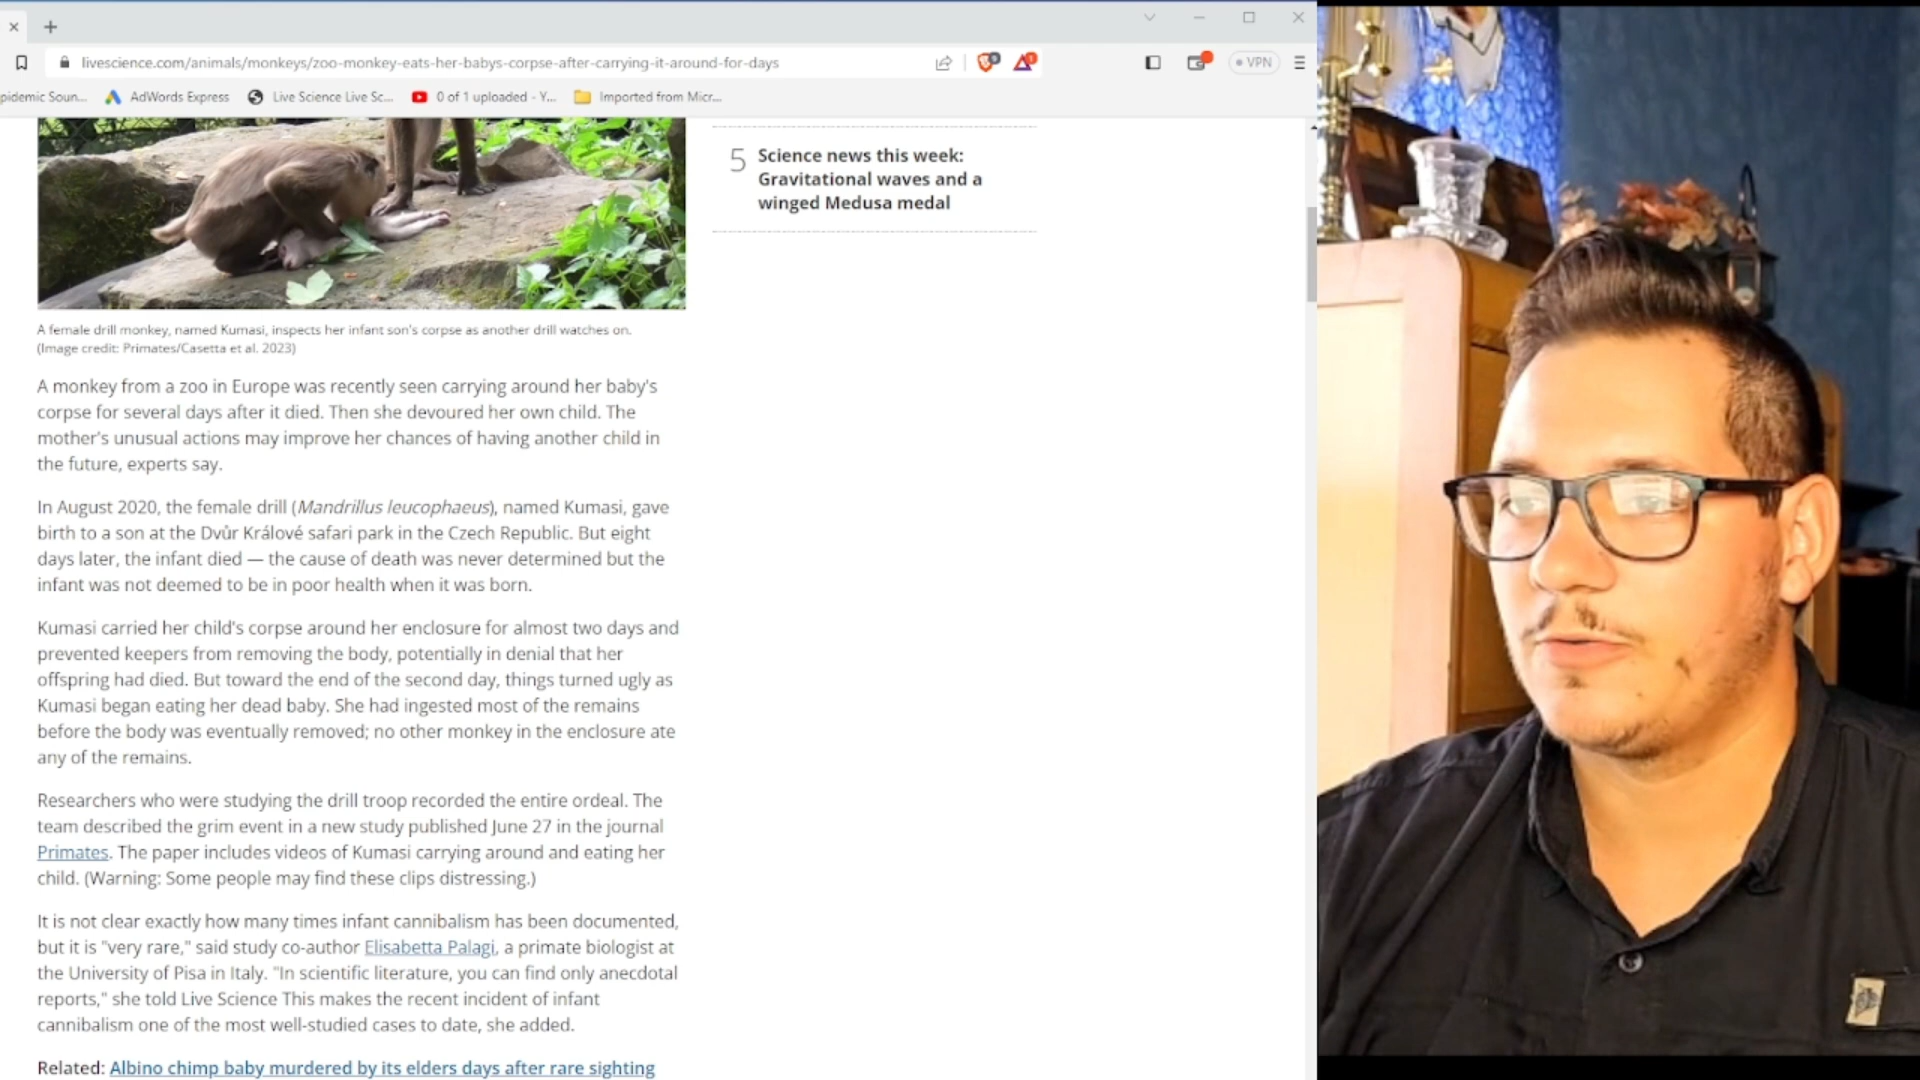 livescience.com/animals/monkeys/zoo-monkey-eats-her-babys-corpse-after-carrying-it-around-for-days
VPN
pidemic Soun...
AdWords Express
Live Science Live Sc...
0 of 1 uploaded - Y...
Imported from Micr...
5
Science news this week:
Gravitational waves and a
winged Medusa medal
A female drill monkey, named Kumasi, inspects her infant son's corpse as another drill watches on.
(Image credit: Primates/Casetta et al. 2023)
A monkey from a zoo in Europe was recently seen carrying around her baby's
corpse for several days after it died. Then she devoured her own child. The
mother's unusual actions may improve her chances of having another child in
the future, experts say.
In August 2020, the female drill (Mandrillus leucophaeus), named Kumasi, gave
birth to a son at the Dvůr Králové safari park in the Czech Republic. But eight
days later, the infant died — the cause of death was never determined but the
infant was not deemed to be in poor health when it was born.
Kumasi carried her child's corpse around her enclosure for almost two days and
prevented keepers from removing the body, potentially in denial that her
offspring had died. But toward the end of the second day, things turned ugly as
Kumasi began eating her dead baby. She had ingested most of the remains
before the body was eventually removed; no other monkey in the enclosure ate
any of the remains.
Researchers who were studying the drill troop recorded the entire ordeal. The
team described the grim event in a new study published June 27 in the journal
Primates. The paper includes videos of Kumasi carrying around and eating her
child. (Warning: Some people may find these clips distressing.)
It is not clear exactly how many times infant cannibalism has been documented,
but it is "very rare," said study co-author Elisabetta Palagi, a primate biologist at
the University of Pisa in Italy. "In scientific literature, you can find only anecdotal
reports," she told Live Science This makes the recent incident of infant
cannibalism one of the most well-studied cases to date, she added.
Related: Albino chimp baby murdered by its elders days after rare sighting